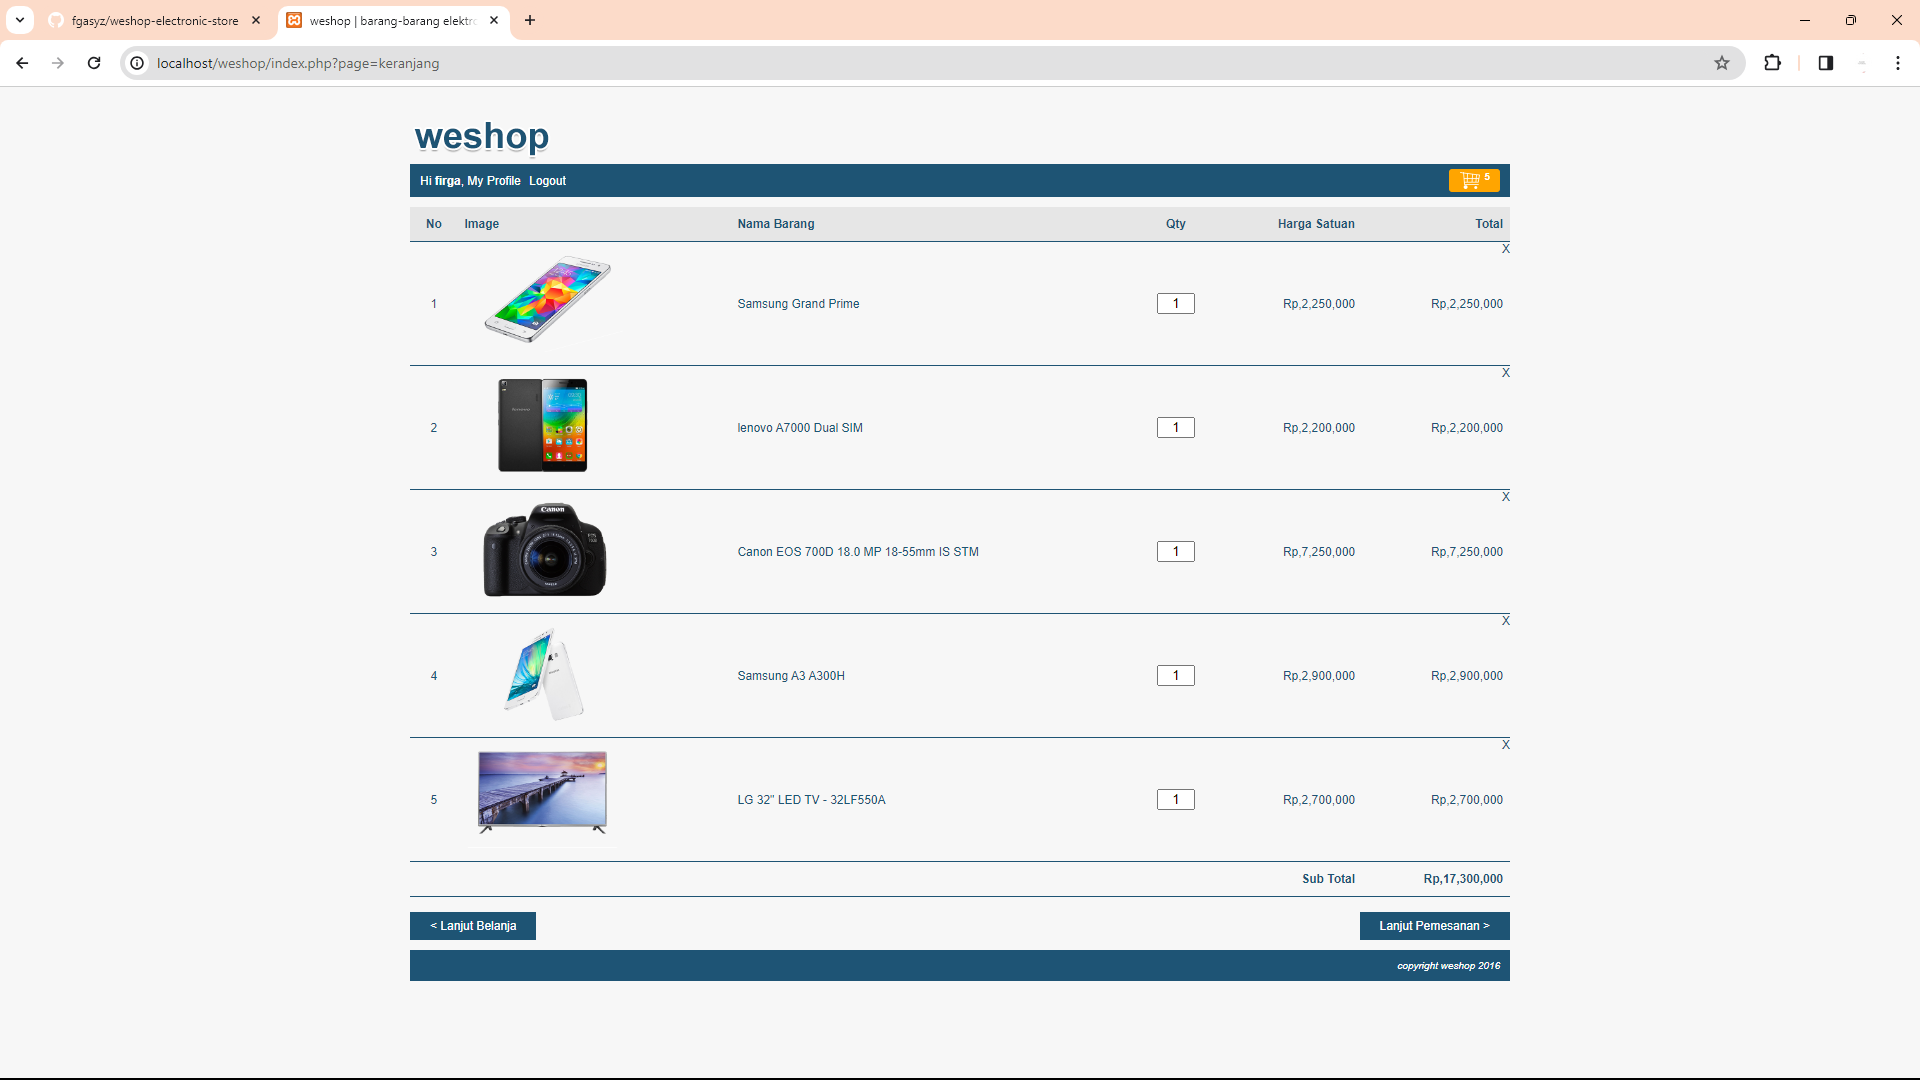 fgasyz/weshop-electronic-store
weshop | barang-barang elektro
localhost/weshop/index.php?page=keranjang
weshop
Hi firga, My Profile Logout 5
No Image Nama Barang Qty Harga Satuan Total
X
1 Samsung Grand Prime 1 Rp,2,250,000 Rp,2,250,000
X
2 lenovo A7000 Dual SIM 1 Rp,2,200,000 Rp,2,200,000
X
Canon
3 Canon EOS 700D 18.0 MP 18-55mm IS STM 1 Rp,7,250,000 Rp,7,250,000
X
4 Samsung A3 A300H 1 Rp,2,900,000 Rp,2,900,000
X
5 LG 32" LED TV - 32LF550A 1 Rp,2,700,000 Rp,2,700,000
Sub Total Rp,17,300,000
< Lanjut Belanja Lanjut Pemesanan >
copyright weshop 2016